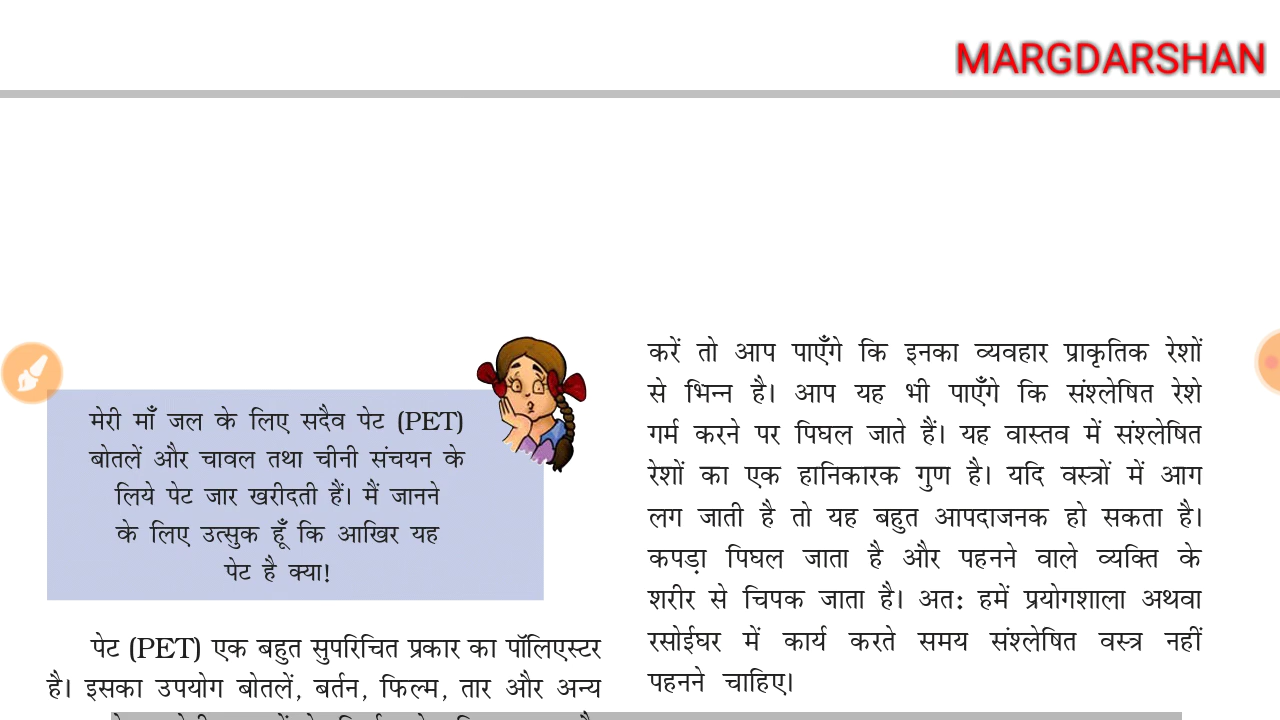 MARGDARSHAN
मेरी माँ जल के लिए सदैव पेट (PET)
बोतलें और चावल तथा चीनी संचयन के
लिये पेट जार खरीदती हैं। मैं जानने
के लिए उत्सुक हूँ कि आखिर यह
पेट है क्या!
पेट (PET) एक बहुत सुपरिचित प्रकार का पॉलिएस्टर
है। इसका उपयोग बोतलें, बर्तन, फिल्म, तार और अन्य
करें तो आप पाएँगे कि इनका व्यवहार प्राकृतिक रेशों
से भिन्न है। आप यह भी पाएँगे कि संश्लेषित रेशे
गर्म करने पर पिघल जाते हैं। यह वास्तव में संश्लेषित
रेशों का एक हानिकारक गुण है। यदि वस्त्रों में आग
लग जाती है तो यह बहुत आपदाजनक हो सकता है।
कपड़ा पिघल जाता है और पहनने वाले व्यक्ति के
शरीर से चिपक जाता है। अत: हमें प्रयोगशाला अथवा
रसोईघर में कार्य करते समय संश्लेषित वस्त्र नहीं
पहनने चाहिए।